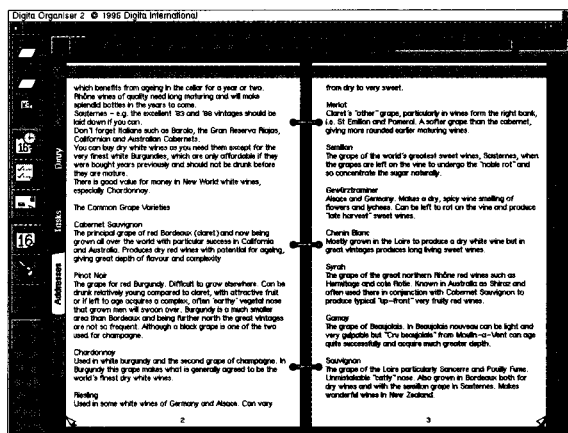 Digita Organiser 2 © 1996 Digita International
Diary
Tasks
Addresses
16
16
which benefits from ageing in the cellar for a year or two.
Rhône wines of quality need long maturing and will make
splendid bottles in the years to come.
Sauternes - e.g. the excellent '83 and '86 vintages should be
laid down if you can.
Don't forget Italians such as Barolo, the Gran Reserva Riojas,
Californian and Australian Cabernets.
You can buy dry white wines as you need them except for the
very finest white Burgundies, which are only affordable if they
were bought years previously and should not be drunk before
they are mature.
There is good value for money in New World white wines,
especially Chardonnay.
The Common Grape Varieties
Cabernet Sauvignon
The principal grape of red Bordeaux (claret) and now being
grown all over the world with particular success in California
and Australia. Produces dry red wines with potential for ageing,
giving great depth of flavour and complexity
Pinot Noir
The grape for red Burgundy. Difficult to grow elsewhere. Can be
drunk relatively young compared to claret, with attractive fruit
or if left to age acquires a complex, often 'earthy' vegetal nose
that grown men will swoon over. Burgundy is a much smaller
area than Bordeaux and being further north the great vintages
are not so frequent. Although a black grape is one of the two
used for champagne.
Chardonnay
Used in white burgundy and the second grape of champagne. In
Burgundy this grape makes what is generally agreed to be the
world's finest dry white wines.
Riesling
Used in some white wines of Germany and Alsace. Can vary
2
from dry to very sweet.
Merlot
Claret's "other" grape, particularly in wines form the right bank,
i.e. St Emilion and Pomerol. A softer grape than the cabernet,
giving more rounded earlier maturing wines.
Semillon
The grape of the world's greatest sweet wines, Sauternes, when
the grapes are left on the vine to undergo the "noble rot" and
so concentrate the sugar naturally.
Gewürztraminer
Alsace and Germany. Makes a dry, spicy wine smelling of
flowers and lychees. Can be left to rot on the vine and produce
"late harvest" sweet wines.
Chenin Blanc
Mostly grown in the Loire to produce a dry white wine but in
great vintages produces long living sweet wines.
Syrah
The grape of the great northern Rhône red wines such as
Hermitage and cote Rotie. Known in Australia as Shiraz and
often used there in conjunction with Cabernet Sauvignon to
produce typical "up-front" very fruity red wines.
Gamay
The grape of Beaujolais. In Beaujolais nouveau can be light and
very gulpable but "Cru beaujolais" from Moulin-a-Vent can age
quite successfully and acquire much greater depth.
Sauvignon
The grape of the Loire particularly Sancerre and Pouilly Fume.
Unmistakable "catty" nose. Also grown in Bordeaux both for
dry wines and with the semillon grape in Sauternes. Makes
wonderful wines in New Zealand.
3